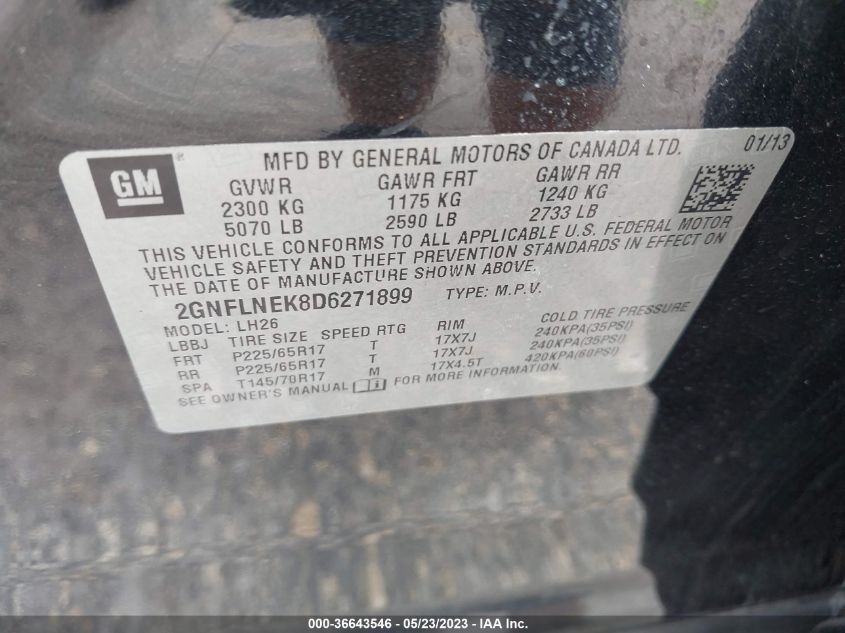 GM
MFD BY GENERAL MOTORS OF CANADA LTD. 01/13
GVWR GAWR FRT GAWR RR
2300 KG 1175 KG 1240 KG
5070 LB 2590 LB 2733 LB
THIS VEHICLE CONFORMS TO ALL APPLICABLE U.S. FEDERAL MOTOR
VEHICLE SAFETY AND THEFT PREVENTION STANDARDS IN EFFECT ON
THE DATE OF MANUFACTURE SHOWN ABOVE.
2GNFLNEK8D6271899 TYPE: M.P.V.
MODEL: LH26
LBBJ TIRE SIZE SPEED RTG RIM COLD TIRE PRESSURE
FRT P225/65R17 T 17X7J 240KPA(35PSI)
RR P225/65R17 T 17X7J 240KPA(35PSI)
SPA T145/70R17 M 17X4.5T 420KPA(60PSI)
SEE OWNER'S MANUAL FOR MORE INFORMATION.
000-36643546 / 05/23/2023 - IAA Inc.